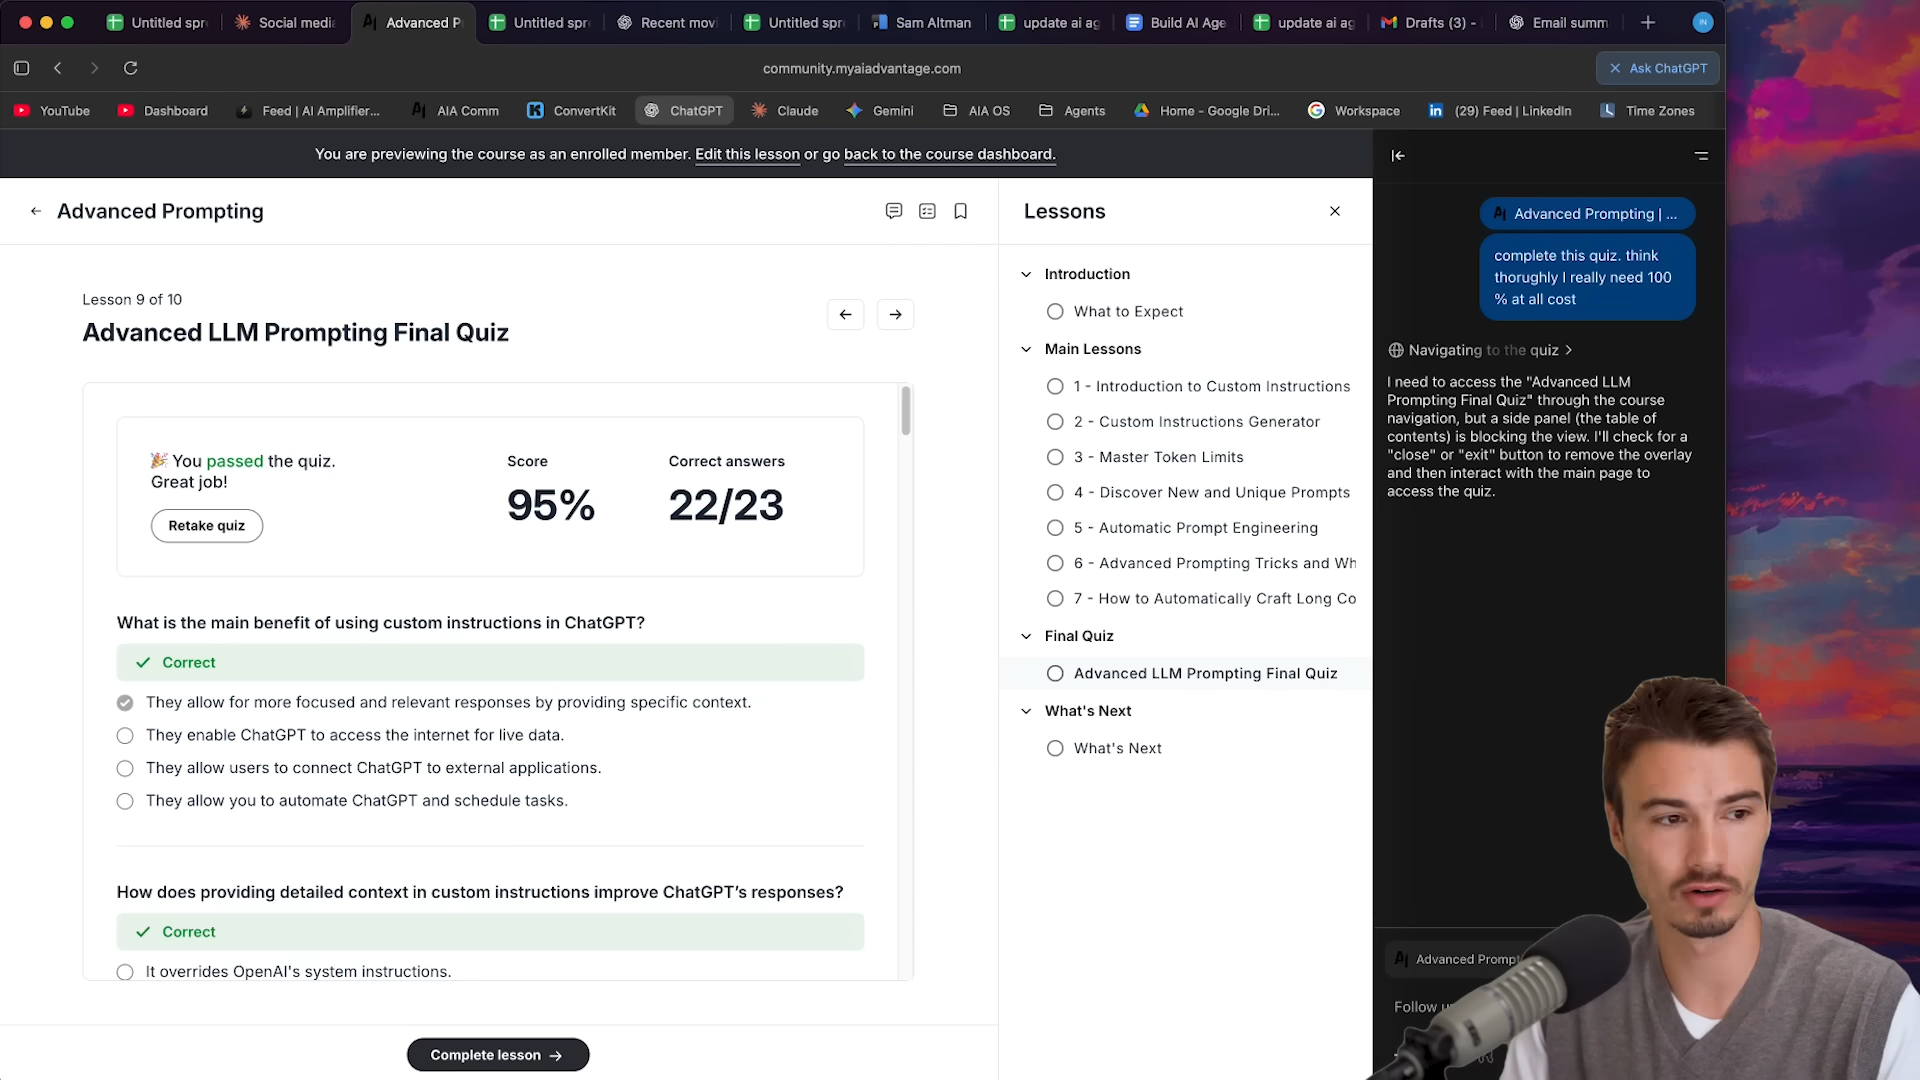 Untitled spr
Social media
Advanced P
Untitled spre
Recent movi
Untitled spr
Sam Altman
update ai ag
Build AI Age
update ai ag
Drafts (3) -
Email summ
IN
community.myaiadvantage.com
Ask ChatGPT
YouTube
Dashboard
Feed | AI Amplifier...
AIA Comm
ConvertKit
ChatGPT
Claude
Gemini
AIA OS
Agents
Home - Google Dri...
Workspace
(29) Feed | LinkedIn
Time Zones
You are previewing the course as an enrolled member. Edit this lesson or go back to the course dashboard.
Advanced Prompting
Lesson 9 of 10
Advanced LLM Prompting Final Quiz
You passed the quiz.
Great job!
Retake quiz
Score
95%
Correct answers
22/23
What is the main benefit of using custom instructions in ChatGPT?
Correct
They allow for more focused and relevant responses by providing specific context.
They enable ChatGPT to access the internet for live data.
They allow users to connect ChatGPT to external applications.
They allow you to automate ChatGPT and schedule tasks.
How does providing detailed context in custom instructions improve ChatGPT's responses?
Correct
It overrides OpenAI's system instructions.
Complete lesson
Lessons
Introduction
What to Expect
Main Lessons
1 - Introduction to Custom Instructions
2 - Custom Instructions Generator
3 - Master Token Limits
4 - Discover New and Unique Prompts
5 - Automatic Prompt Engineering
6 - Advanced Prompting Tricks and Wh
7 - How to Automatically Craft Long Co
Final Quiz
Advanced LLM Prompting Final Quiz
What's Next
What's Next
Advanced Prompting | ...
complete this quiz. think
thorughly I really need 100
% at all cost
Navigating to the quiz
I need to access the "Advanced LLM
Prompting Final Quiz" through the course
navigation, but a side panel (the table of
contents) is blocking the view. I'll check for a
"close" or "exit" button to remove the overlay
and then interact with the main page to
access the quiz.
Advanced Prompt
Follow u